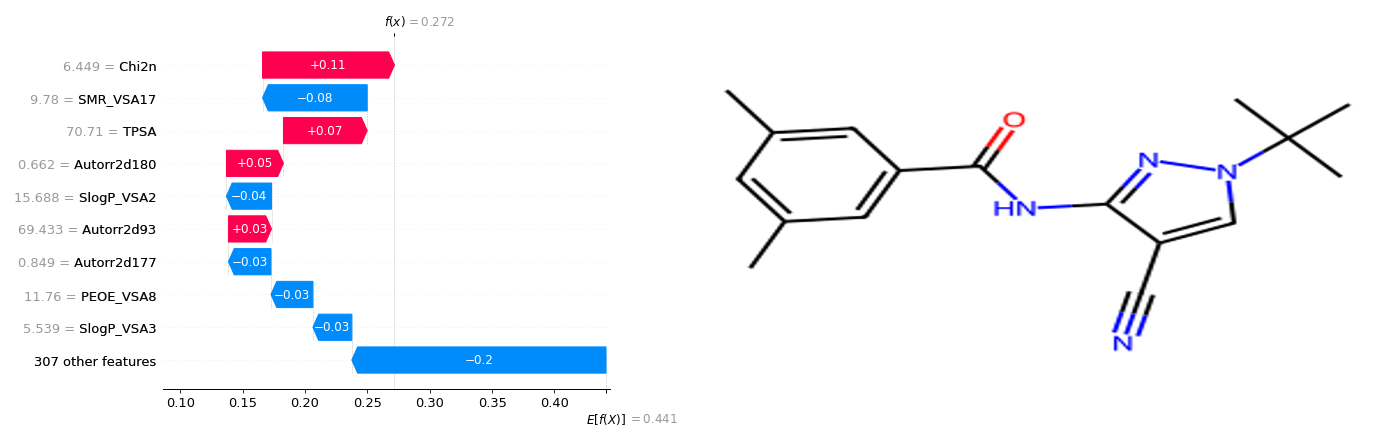 f(x) = 0.272
6.449 = Chi2n +0.11
9.78 = SMR_VSA17 −0.08
70.71 = TPSA +0.07
0.662 = Autorr2d180 +0.05
15.688 = SlogP_VSA2 −0.04
69.433 = Autorr2d93 +0.03
0.849 = Autorr2d177 −0.03
11.76 = PEOE_VSA8 −0.03
5.539 = SlogP_VSA3 −0.03
307 other features −0.2
0.10 0.15 0.20 0.25 0.30 0.35 0.40
E[f(X)] = 0.441
O
N
N
HN
N